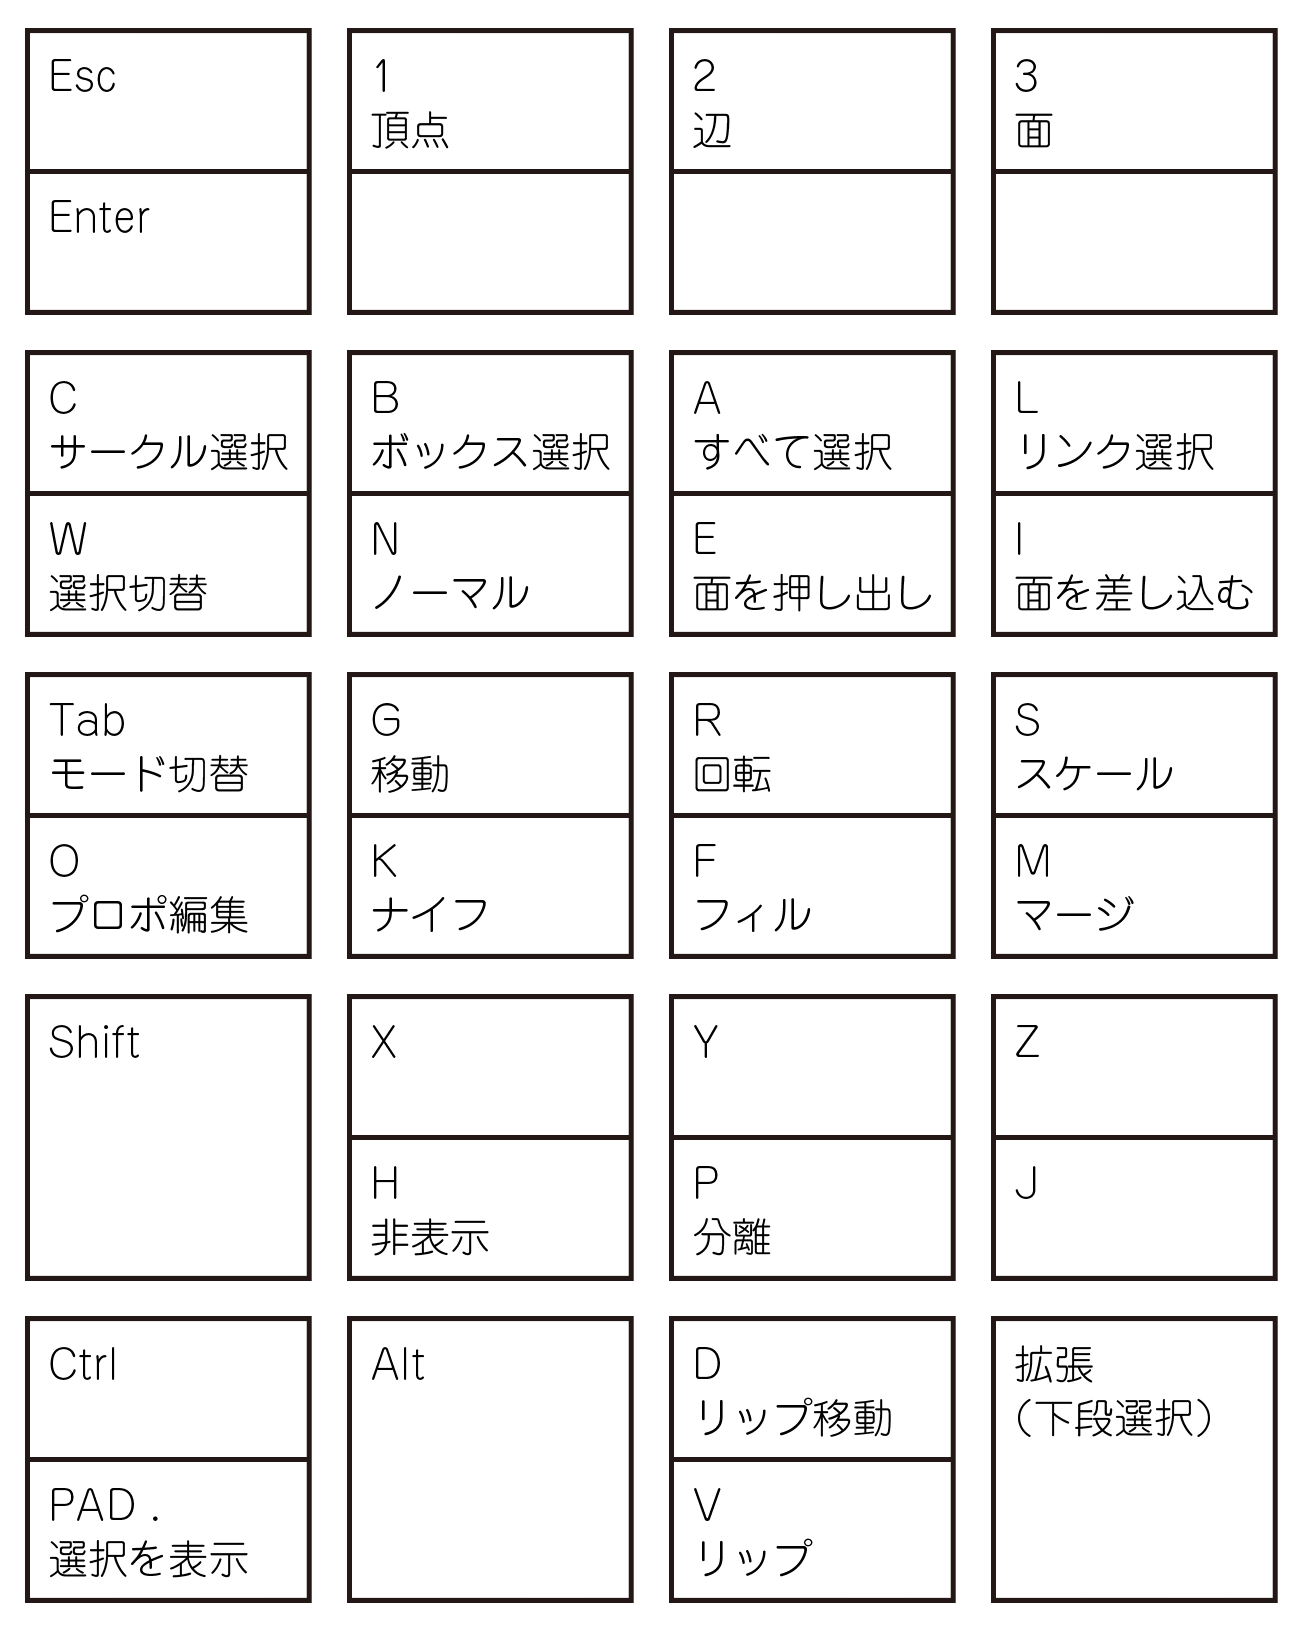 Esc
Enter
1
頂点
2
辺
3
面
C
サークル選択
W
選択切替
B
ボックス選択
N
ノーマル
A
すべて選択
E
面を押し出し
L
リンク選択
I
面を差し込む
Tab
モード切替
O
プロポ編集
G
移動
K
ナイフ
R
回転
F
フィル
S
スケール
M
マージ
Shift
X
H
非表示
Y
P
分離
Z
J
Ctrl
PAD .
選択を表示
Alt
D
リップ移動
V
リップ
拡張
（下段選択）